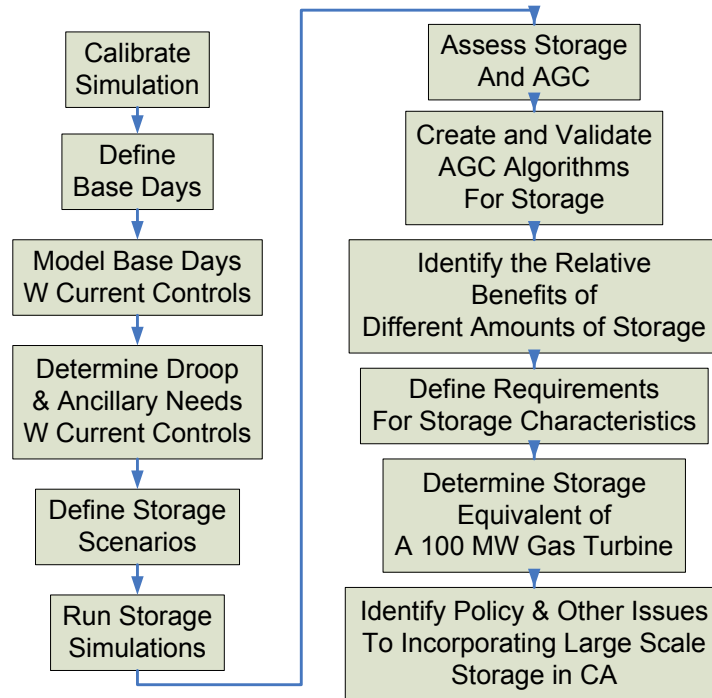 Calibrate
Simulation
Define
Base Days
Model Base Days
W Current Controls
Determine Droop
& Ancillary Needs
W Current Controls
Define Storage
Scenarios
Run Storage
Simulations
Assess Storage
And AGC
Create and Validate
AGC Algorithms
For Storage
Identify the Relative
Benefits of
Different Amounts of Storage
Define Requirements
For Storage Characteristics
Determine Storage
Equivalent of
A 100 MW Gas Turbine
Identify Policy & Other Issues
To Incorporating Large Scale
Storage in CA